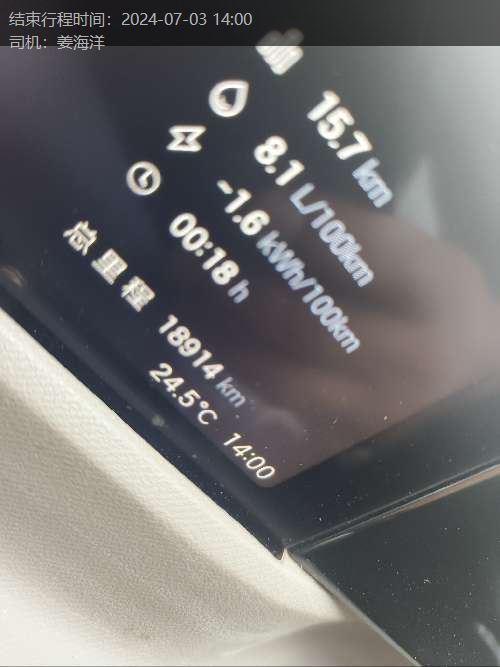 结束行程时间：2024-07-03 14:00
司机：姜海洋
15.7 km
8.1 L/100km
-1.6 kWh/100km
00:18 h
总里程 18914 km
24.5°C 14:00